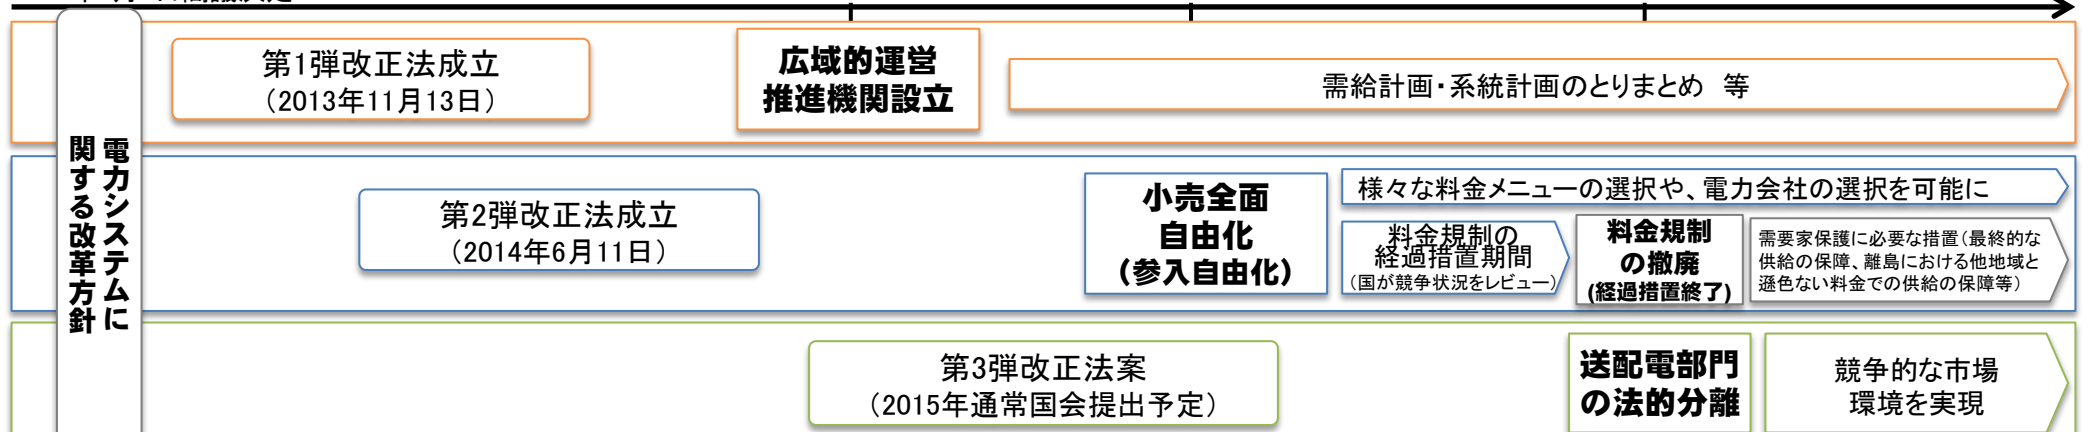 電力システムに
関する改革方針
第1弾改正法成立
（2013年11月13日）
広域的運営
推進機関設立
需給計画・系統計画のとりまとめ 等
第2弾改正法成立
（2014年6月11日）
小売全面
自由化
（参入自由化）
様々な料金メニューの選択や、電力会社の選択を可能に
料金規制の
経過措置期間
（国が競争状況をレビュー）
料金規制
の撤廃
(経過措置終了)
需要家保護に必要な措置（最終的な
供給の保障、離島における他地域と
遜色ない料金での供給の保障等）
第3弾改正法案
（2015年通常国会提出予定）
送配電部門
の法的分離
競争的な市場
環境を実現